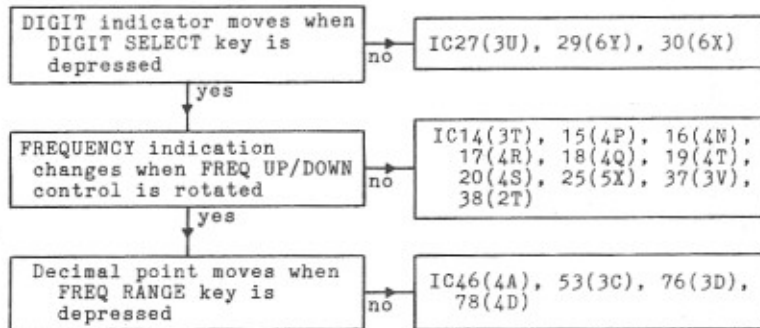 DIGIT indicator moves when
DIGIT SELECT key is
depressed
no
IC27(3U), 29(6Y), 30(6X)
yes
FREQUENCY indication
changes when FREQ UP/DOWN
control is rotated
no
IC14(3T), 15(4P), 16(4N),
17(4R), 18(4Q), 19(4T),
20(4S), 25(5X), 37(3V),
38(2T)
yes
Decimal point moves when
FREQ RANGE key is
depressed
no
IC46(4A), 53(3C), 76(3D),
78(4D)